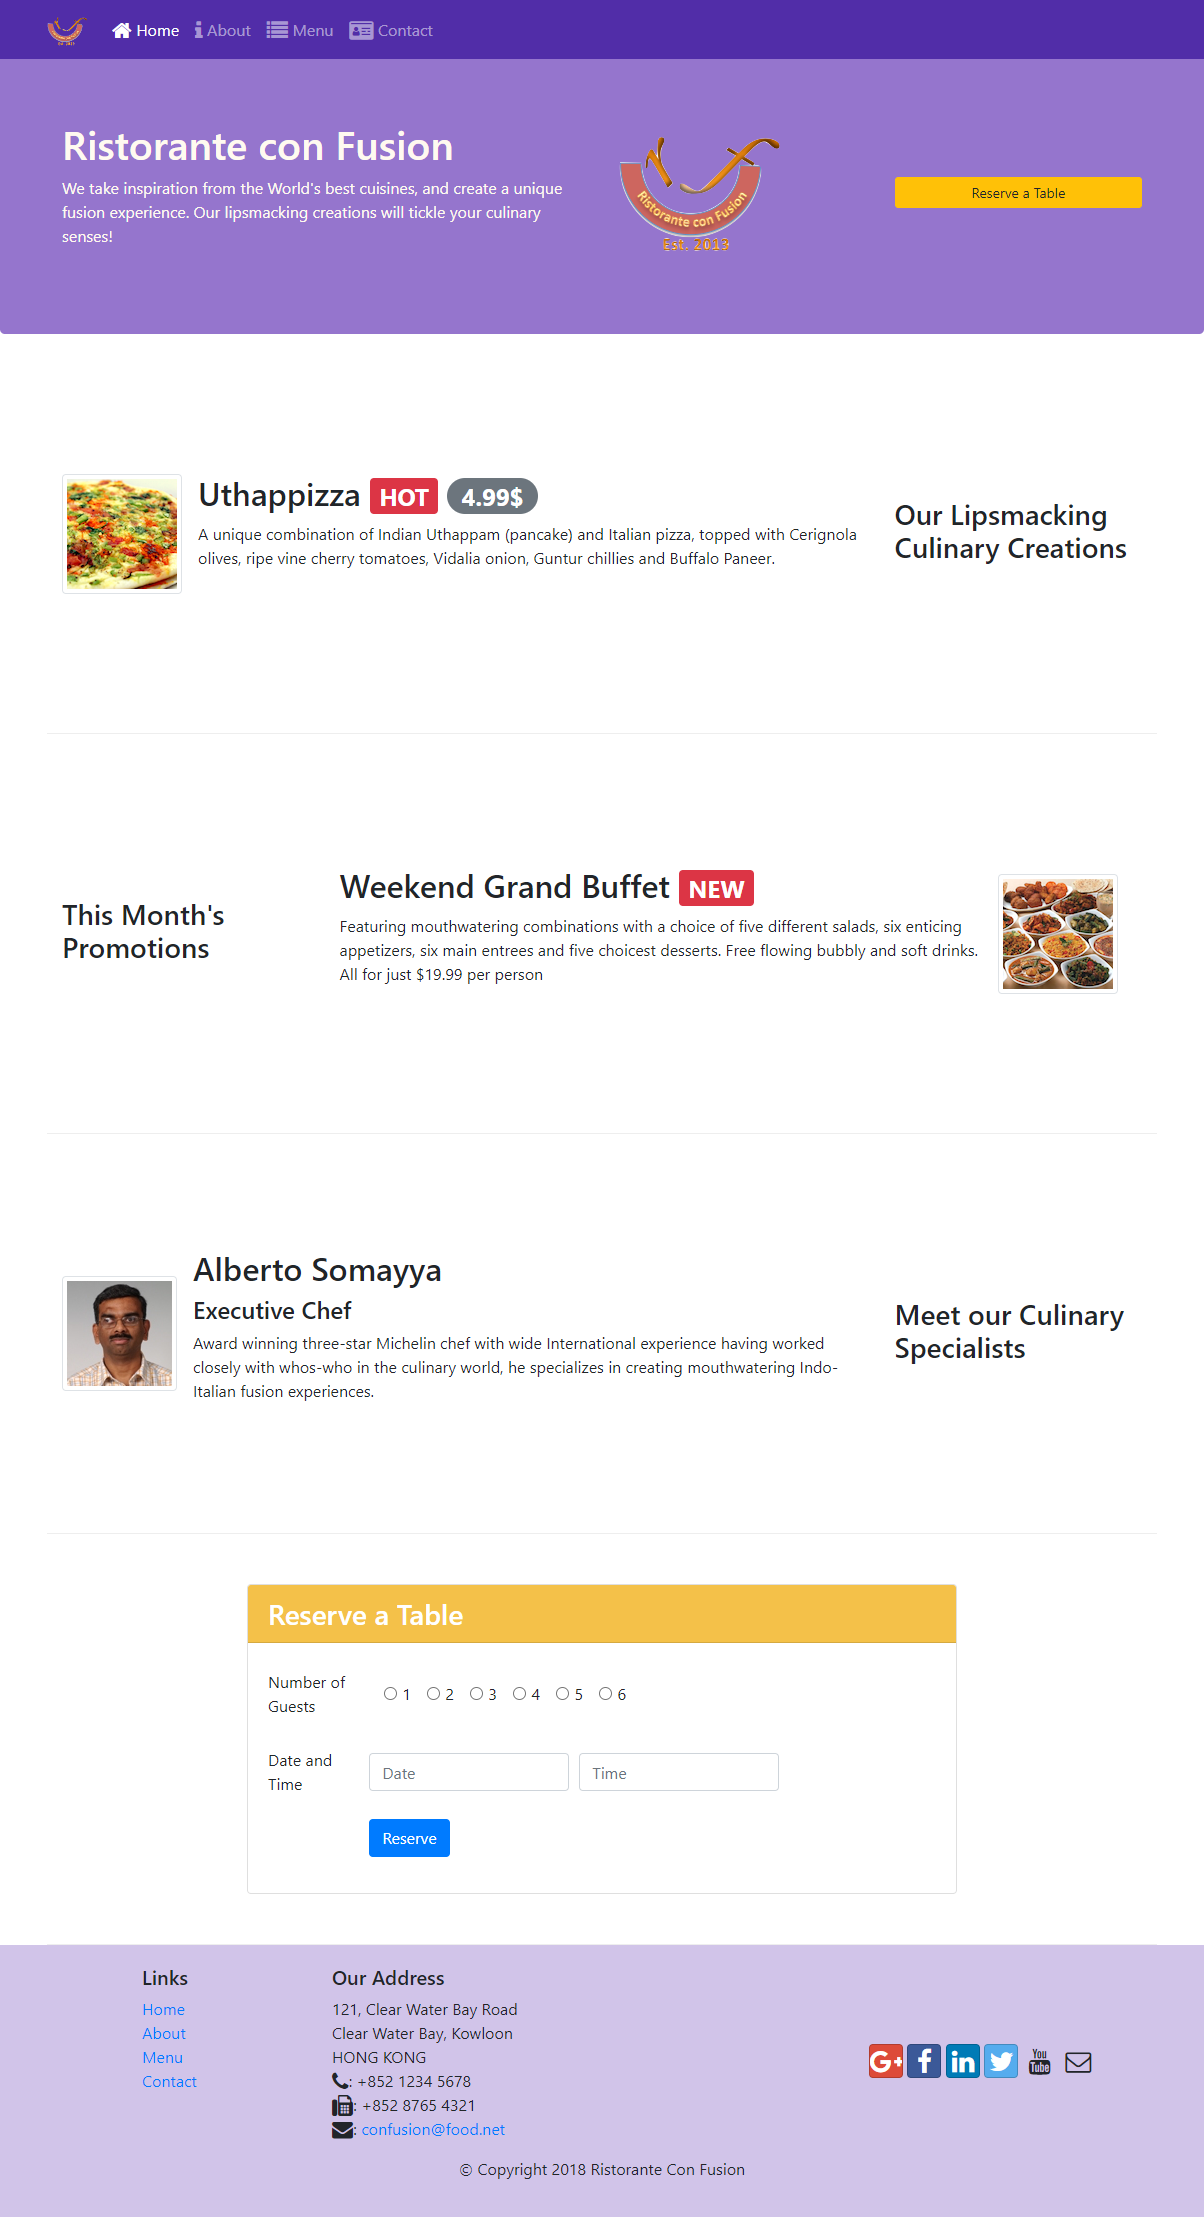 Home About Menu Contact
Ristorante con Fusion
We take inspiration from the World's best cuisines, and create a unique
fusion experience. Our lipsmacking creations will tickle your culinary
senses!
Ristorante con Fusion
Est. 2013
Reserve a Table
Uthappizza HOT 4.99$
A unique combination of Indian Uthappam (pancake) and Italian pizza, topped with Cerignola
olives, ripe vine cherry tomatoes, Vidalia onion, Guntur chillies and Buffalo Paneer.
Our Lipsmacking
Culinary Creations
This Month's
Promotions
Weekend Grand Buffet NEW
Featuring mouthwatering combinations with a choice of five different salads, six enticing
appetizers, six main entrees and five choicest desserts. Free flowing bubbly and soft drinks.
All for just $19.99 per person
Alberto Somayya
Executive Chef
Award winning three-star Michelin chef with wide International experience having worked
closely with whos-who in the culinary world, he specializes in creating mouthwatering Indo-
Italian fusion experiences.
Meet our Culinary
Specialists
Reserve a Table
Number of
Guests
1 2 3 4 5 6
Date and
Time
Date
Time
Reserve
Links
Home
About
Menu
Contact
Our Address
121, Clear Water Bay Road
Clear Water Bay, Kowloon
HONG KONG
: +852 1234 5678
: +852 8765 4321
: confusion@food.net
G+ f in You
Tube
© Copyright 2018 Ristorante Con Fusion